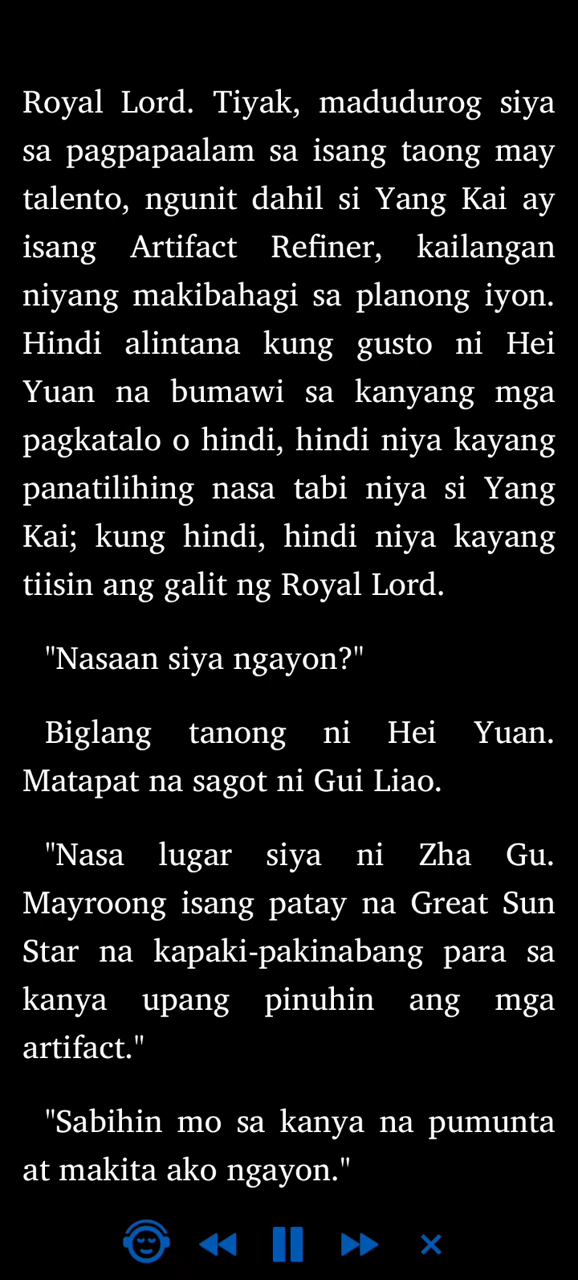 Royal Lord. Tiyak, madudurog siya
sa pagpapaalam sa isang taong may
talento, ngunit dahil si Yang Kai ay
isang Artifact Refiner, kailangan
niyang makibahagi sa planong iyon.
Hindi alintana kung gusto ni Hei
Yuan na bumawi sa kanyang mga
pagkatalo o hindi, hindi niya kayang
panatilihing nasa tabi niya si Yang
Kai; kung hindi, hindi niya kayang
tiisin ang galit ng Royal Lord.
"Nasaan siya ngayon?"
Biglang tanong ni Hei Yuan.
Matapat na sagot ni Gui Liao.
"Nasa lugar siya ni Zha Gu.
Mayroong isang patay na Great Sun
Star na kapaki-pakinabang para sa
kanya upang pinuhin ang mga
artifact."
"Sabihin mo sa kanya na pumunta
at makita ako ngayon."